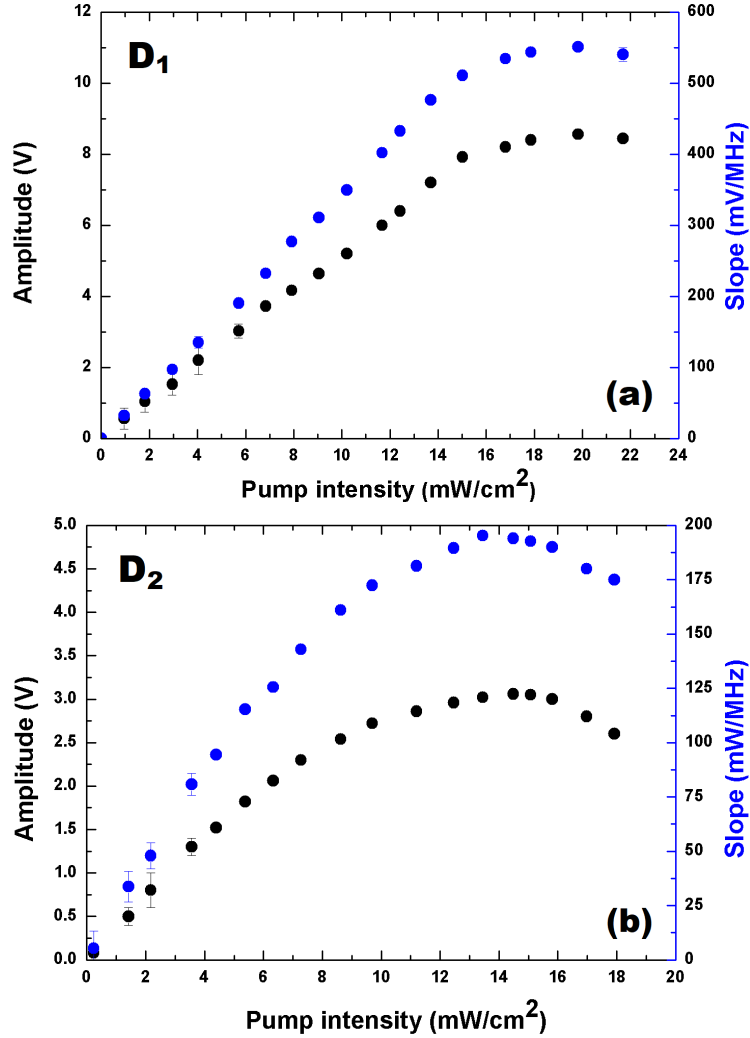 D1
(a)
Amplitude (V)
12
10
8
6
4
2
0
Slope (mV/MHz)
600
500
400
300
200
100
0
0 2 4 6 8 10 12 14 16 18 20 22 24
Pump intensity (mW/cm2)
D2
(b)
Amplitude (V)
5.0
4.5
4.0
3.5
3.0
2.5
2.0
1.5
1.0
0.5
0.0
Slope (mW/MHz)
200
175
150
125
100
75
50
25
0
0 2 4 6 8 10 12 14 16 18 20
Pump intensity (mW/cm2)